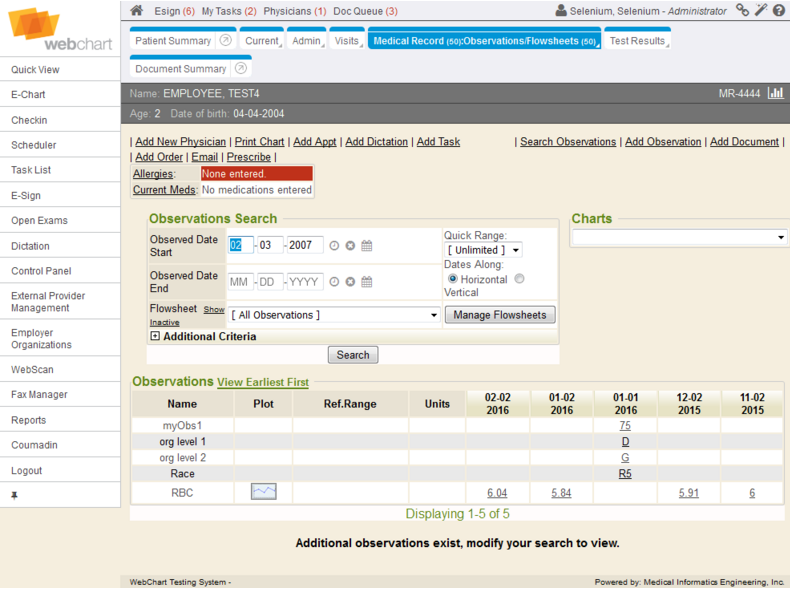 webchart
Esign (6) My Tasks (2) Physicians (1) Doc Queue (3)
Selenium, Selenium - Administrator
Patient Summary
Current
Admin
Visits
Medical Record (50):Observations/Flowsheets (50)
Test Results
Document Summary
Quick View
E-Chart
Checkin
Scheduler
Task List
E-Sign
Open Exams
Dictation
Control Panel
External Provider
Management
Employer
Organizations
WebScan
Fax Manager
Reports
Coumadin
Logout
Name: EMPLOYEE, TEST4
MR-4444
Age: 2 Date of birth: 04-04-2004
| Add New Physician | Print Chart | Add Appt | Add Dictation | Add Task
| Add Order | Email | Prescribe |
| Search Observations | Add Observation | Add Document |
Allergies: None entered.
Current Meds: No medications entered
Observations Search
Observed Date
Start
02 - 03 - 2007
Quick Range:
[ Unlimited ]
Observed Date
End
MM - DD - YYYY
Dates Along:
Horizontal
Vertical
Flowsheet Show
Inactive
[ All Observations ]
Manage Flowsheets
Additional Criteria
Search
Charts
Observations View Earliest First
Name Plot Ref.Range Units 02-02 01-02 01-01 12-02 11-02
2016 2016 2016 2015 2015
myObs1 75
org level 1 D
org level 2 G
Race R5
RBC 6.04 5.84 5.91 6
Displaying 1-5 of 5
Additional observations exist, modify your search to view.
WebChart Testing System -
Powered by: Medical Informatics Engineering, Inc.